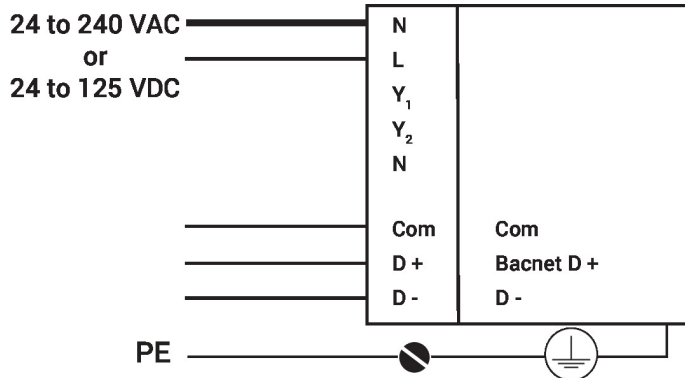 24 to 240 VAC
or
24 to 125 VDC
N
L
Y₁
Y₂
N
Com
D +
D -
Com
Bacnet D +
D -
PE